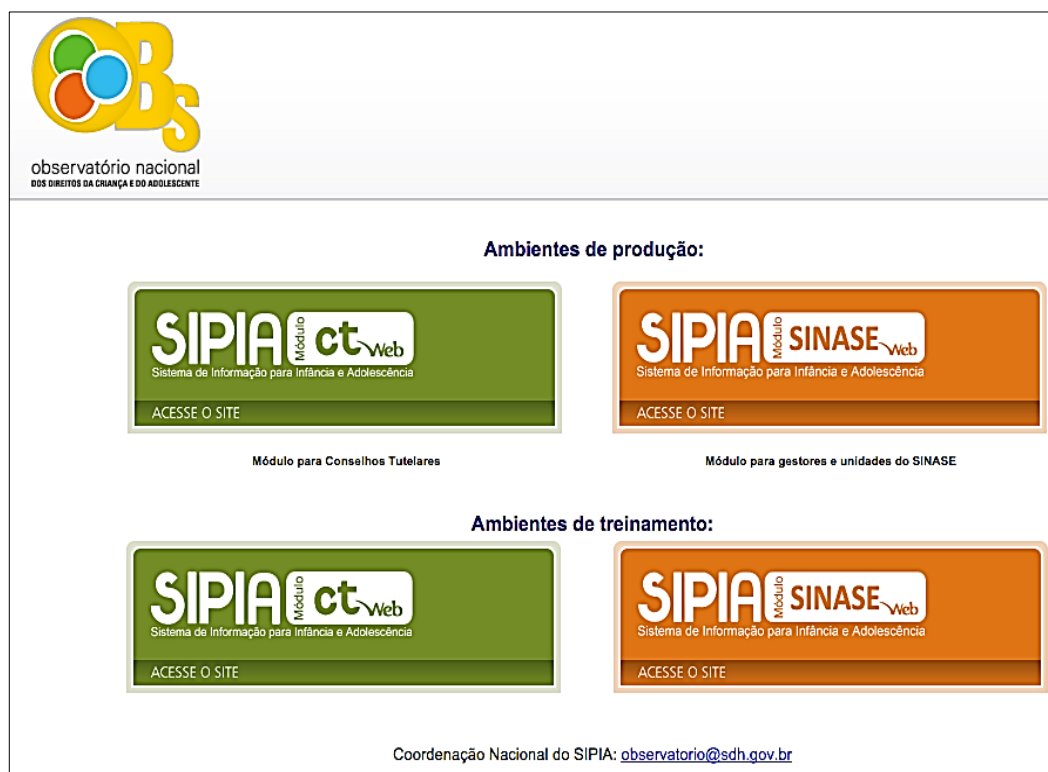 OBs
observatório nacional
DOS DIREITOS DA CRIANÇA E DO ADOLESCENTE
Ambientes de produção:
SIPIA Módulo ct Web
Sistema de Informação para Infância e Adolescência
ACESSE O SITE
Módulo para Conselhos Tutelares
SIPIA Módulo SINASE Web
Sistema de Informação para Infância e Adolescência
ACESSE O SITE
Módulo para gestores e unidades do SINASE
Ambientes de treinamento:
SIPIA Módulo ct Web
Sistema de Informação para Infância e Adolescência
ACESSE O SITE
SIPIA Módulo SINASE Web
Sistema de Informação para Infância e Adolescência
ACESSE O SITE
Coordenação Nacional do SIPIA: observatorio@sdh.gov.br